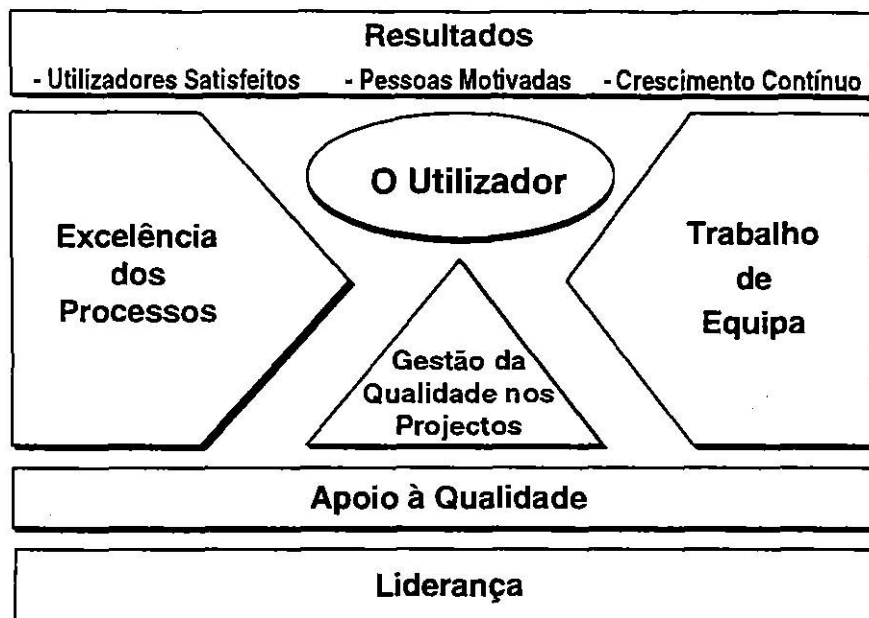 Resultados
- Utilizadores Satisfeitos - Pessoas Motivadas - Crescimento Contínuo
O Utilizador
Excelência
dos
Processos
Trabalho
de
Equipa
Gestão da
Qualidade nos
Projectos
Apoio à Qualidade
Liderança